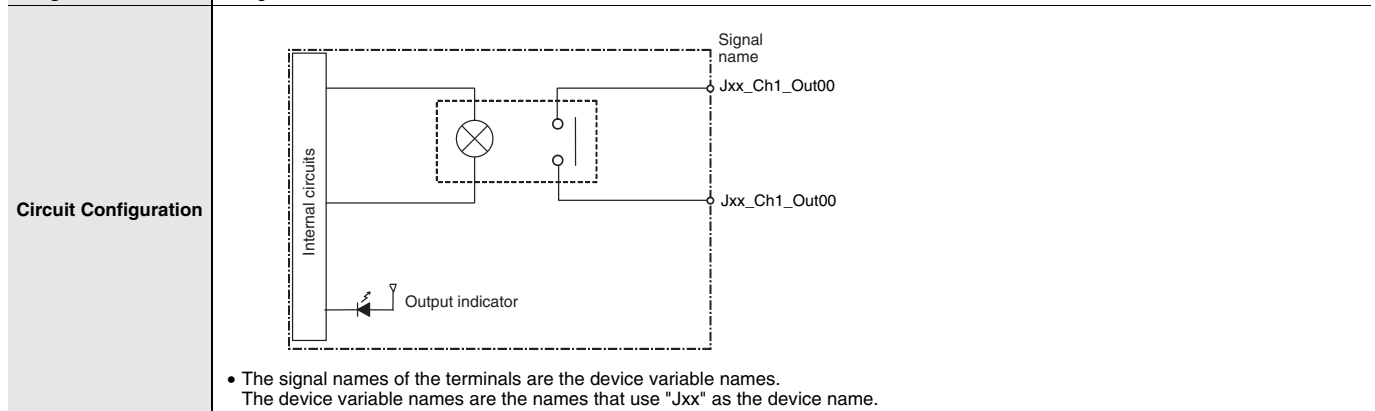 Circuit Configuration
Signal
name
Jxx_Ch1_Out00
Internal circuits
Jxx_Ch1_Out00
Output indicator
• The signal names of the terminals are the device variable names.
The device variable names are the names that use "Jxx" as the device name.